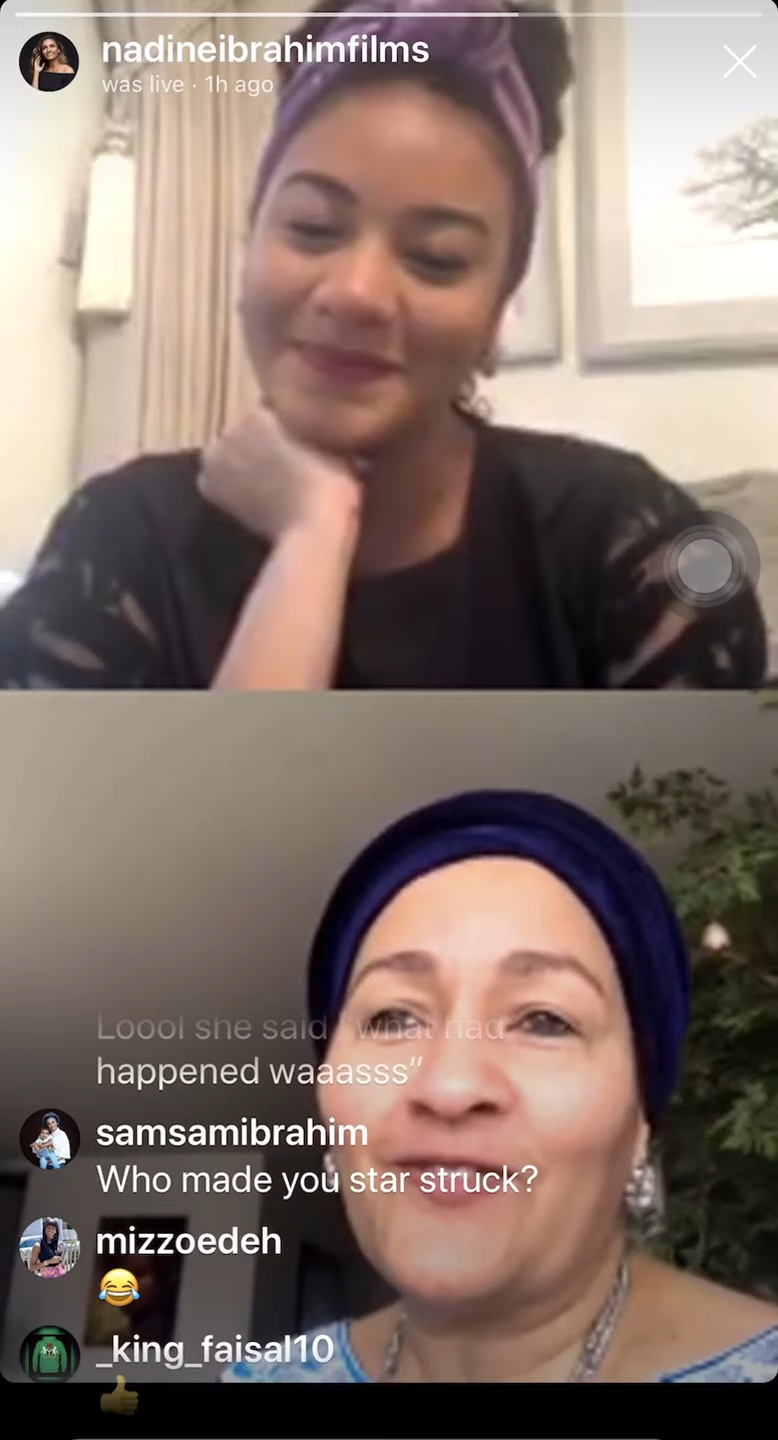 nadineibrahimfilms
was live · 1h ago
Loool she said “what had
happened waaasss“
samsamibrahim
Who made you star struck?
mizzoedeh
😂
_king_faisal10
👍